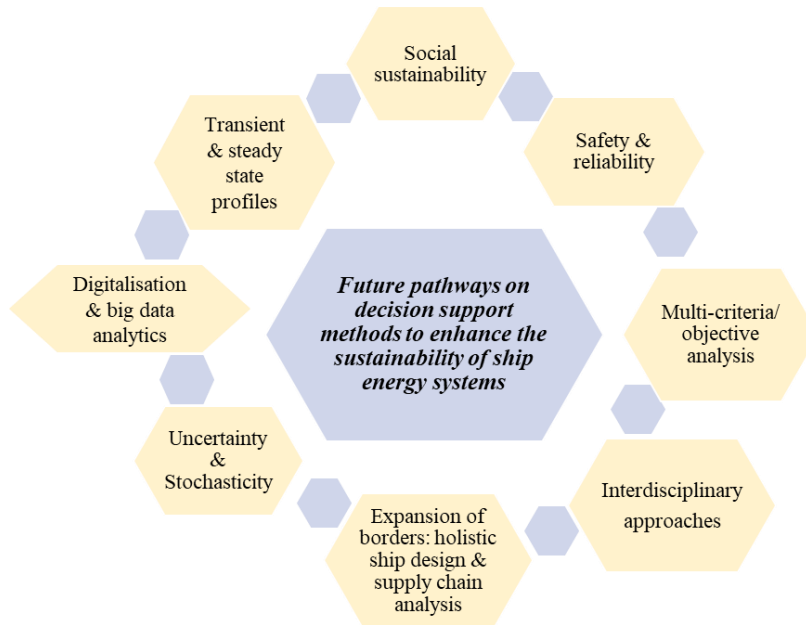 Social
sustainability
Safety &
reliability
Multi-criteria/
objective
analysis
Interdisciplinary
approaches
Expansion of
borders: holistic
ship design &
supply chain
analysis
Uncertainty
&
Stochasticity
Digitalisation
& big data
analytics
Transient
& steady
state
profiles
Future pathways on
decision support
methods to enhance the
sustainability of ship
energy systems